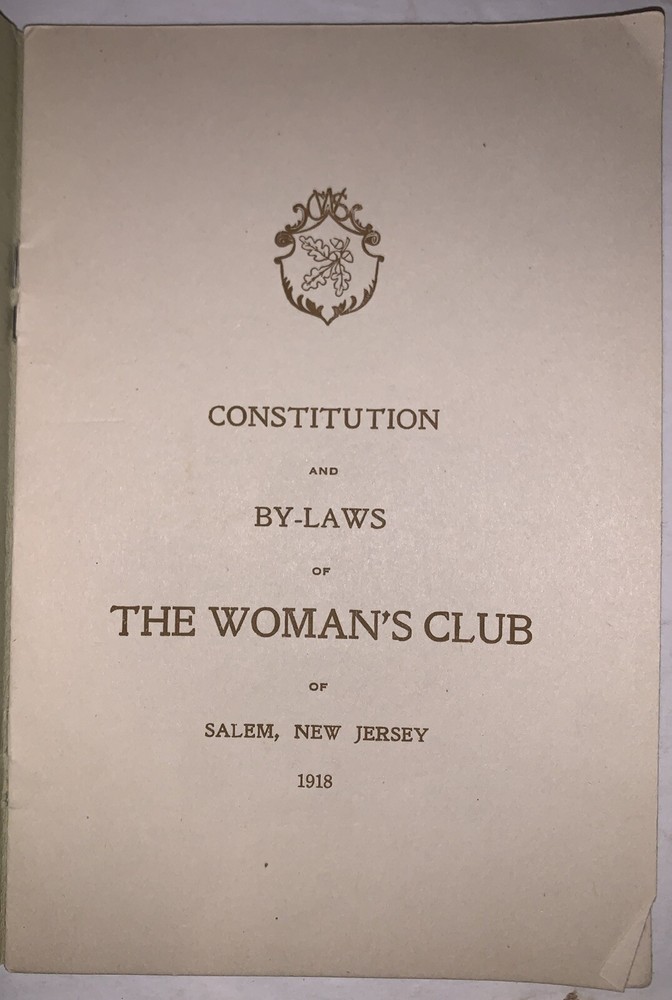 CONSTITUTION
AND
BY-LAWS
OF
THE WOMAN'S CLUB
OF
SALEM, NEW JERSEY
1918